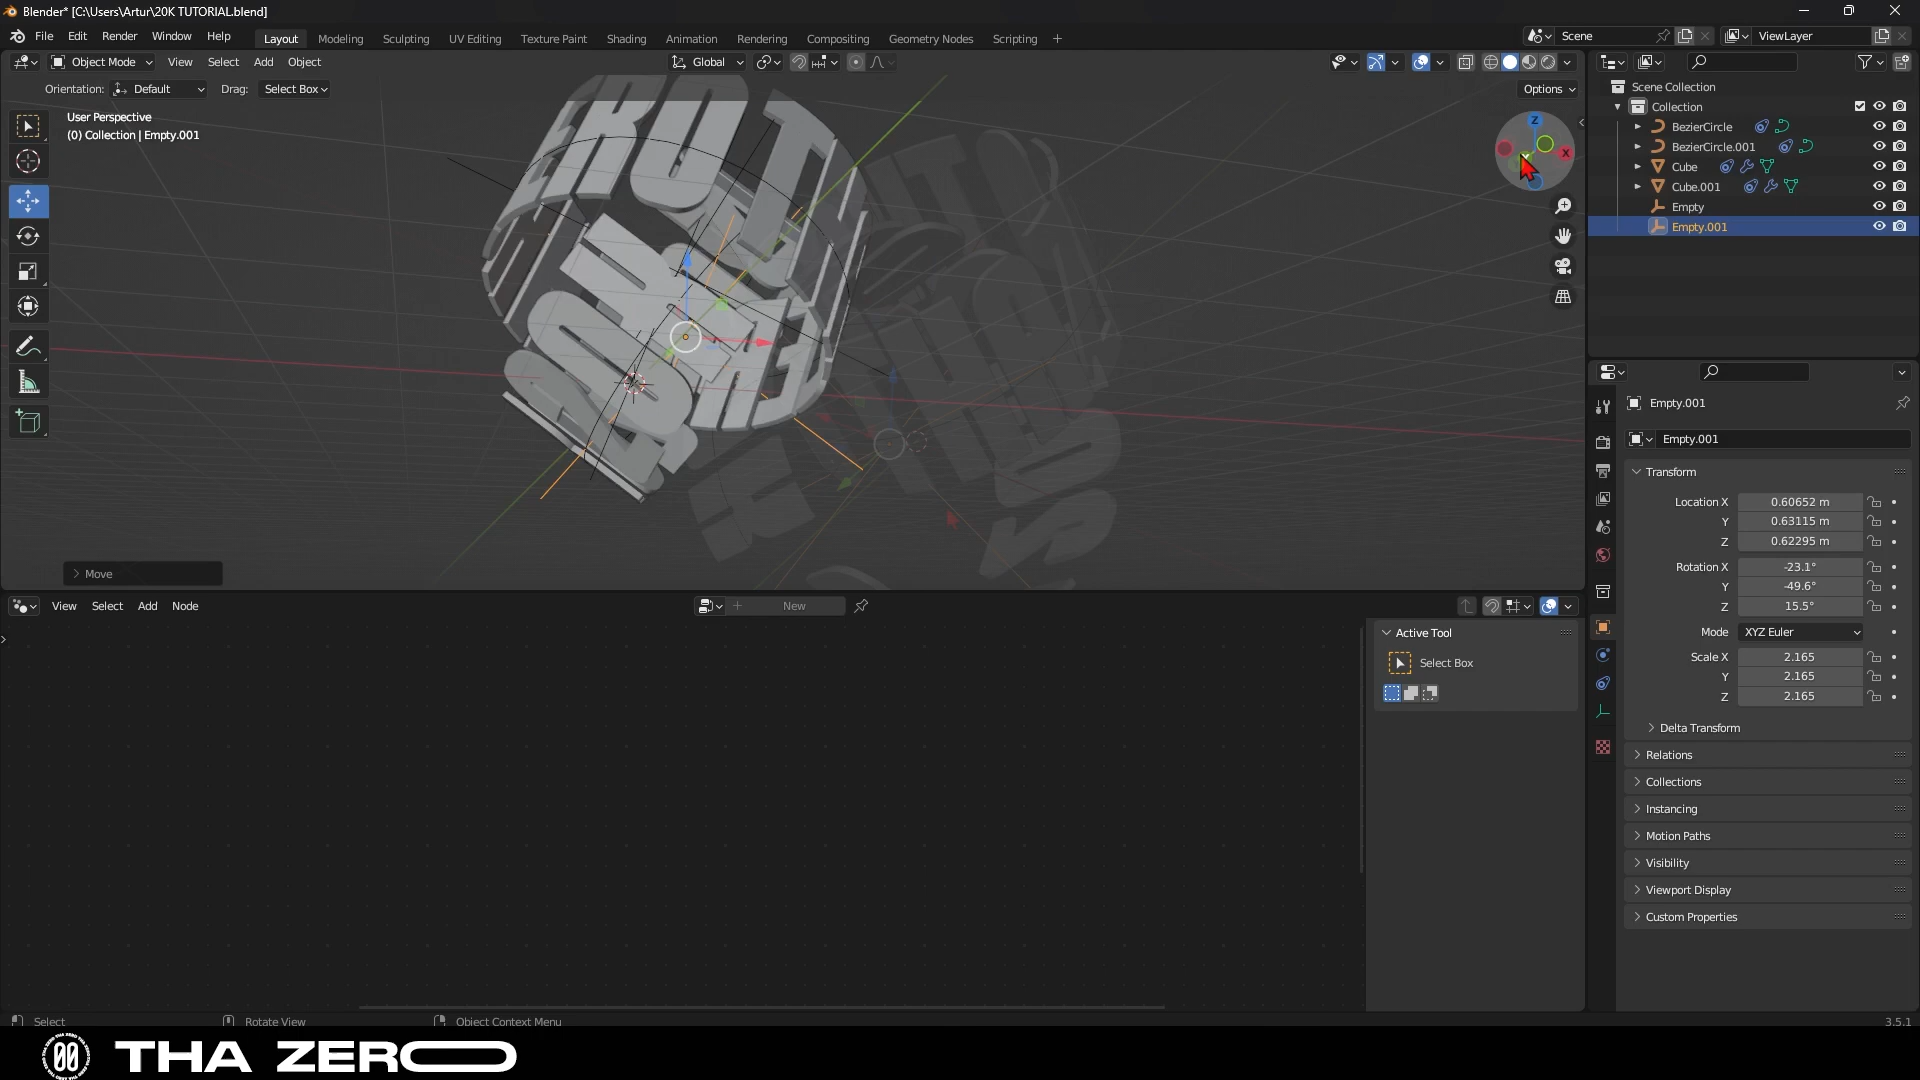 Blender* [C:\Users\Artur\20K TUTORIAL.blend]
File Edit Render Window Help
Layout Modeling Sculpting UV Editing Texture Paint Shading Animation Rendering Compositing Geometry Nodes Scripting +
Scene
ViewLayer
Object Mode View Select Add Object
Global
Orientation: Default Drag: Select Box
Options
User Perspective
(0) Collection | Empty.001
Z
X
Move
Scene Collection
Collection
BezierCircle
BezierCircle.001
Cube
Cube.001
Empty
Empty.001
Empty.001
Empty.001
Transform
Location X 0.60652 m
Y 0.63115 m
Z 0.62295 m
Rotation X -23.1°
Y -49.6°
Z 15.5°
Mode XYZ Euler
Scale X 2.165
Y 2.165
Z 2.165
Delta Transform
Relations
Collections
Instancing
Motion Paths
Visibility
Viewport Display
Custom Properties
View Select Add Node
New
Active Tool
Select Box
Select Rotate View Object Context Menu
3.5.1
00 THA ZERO